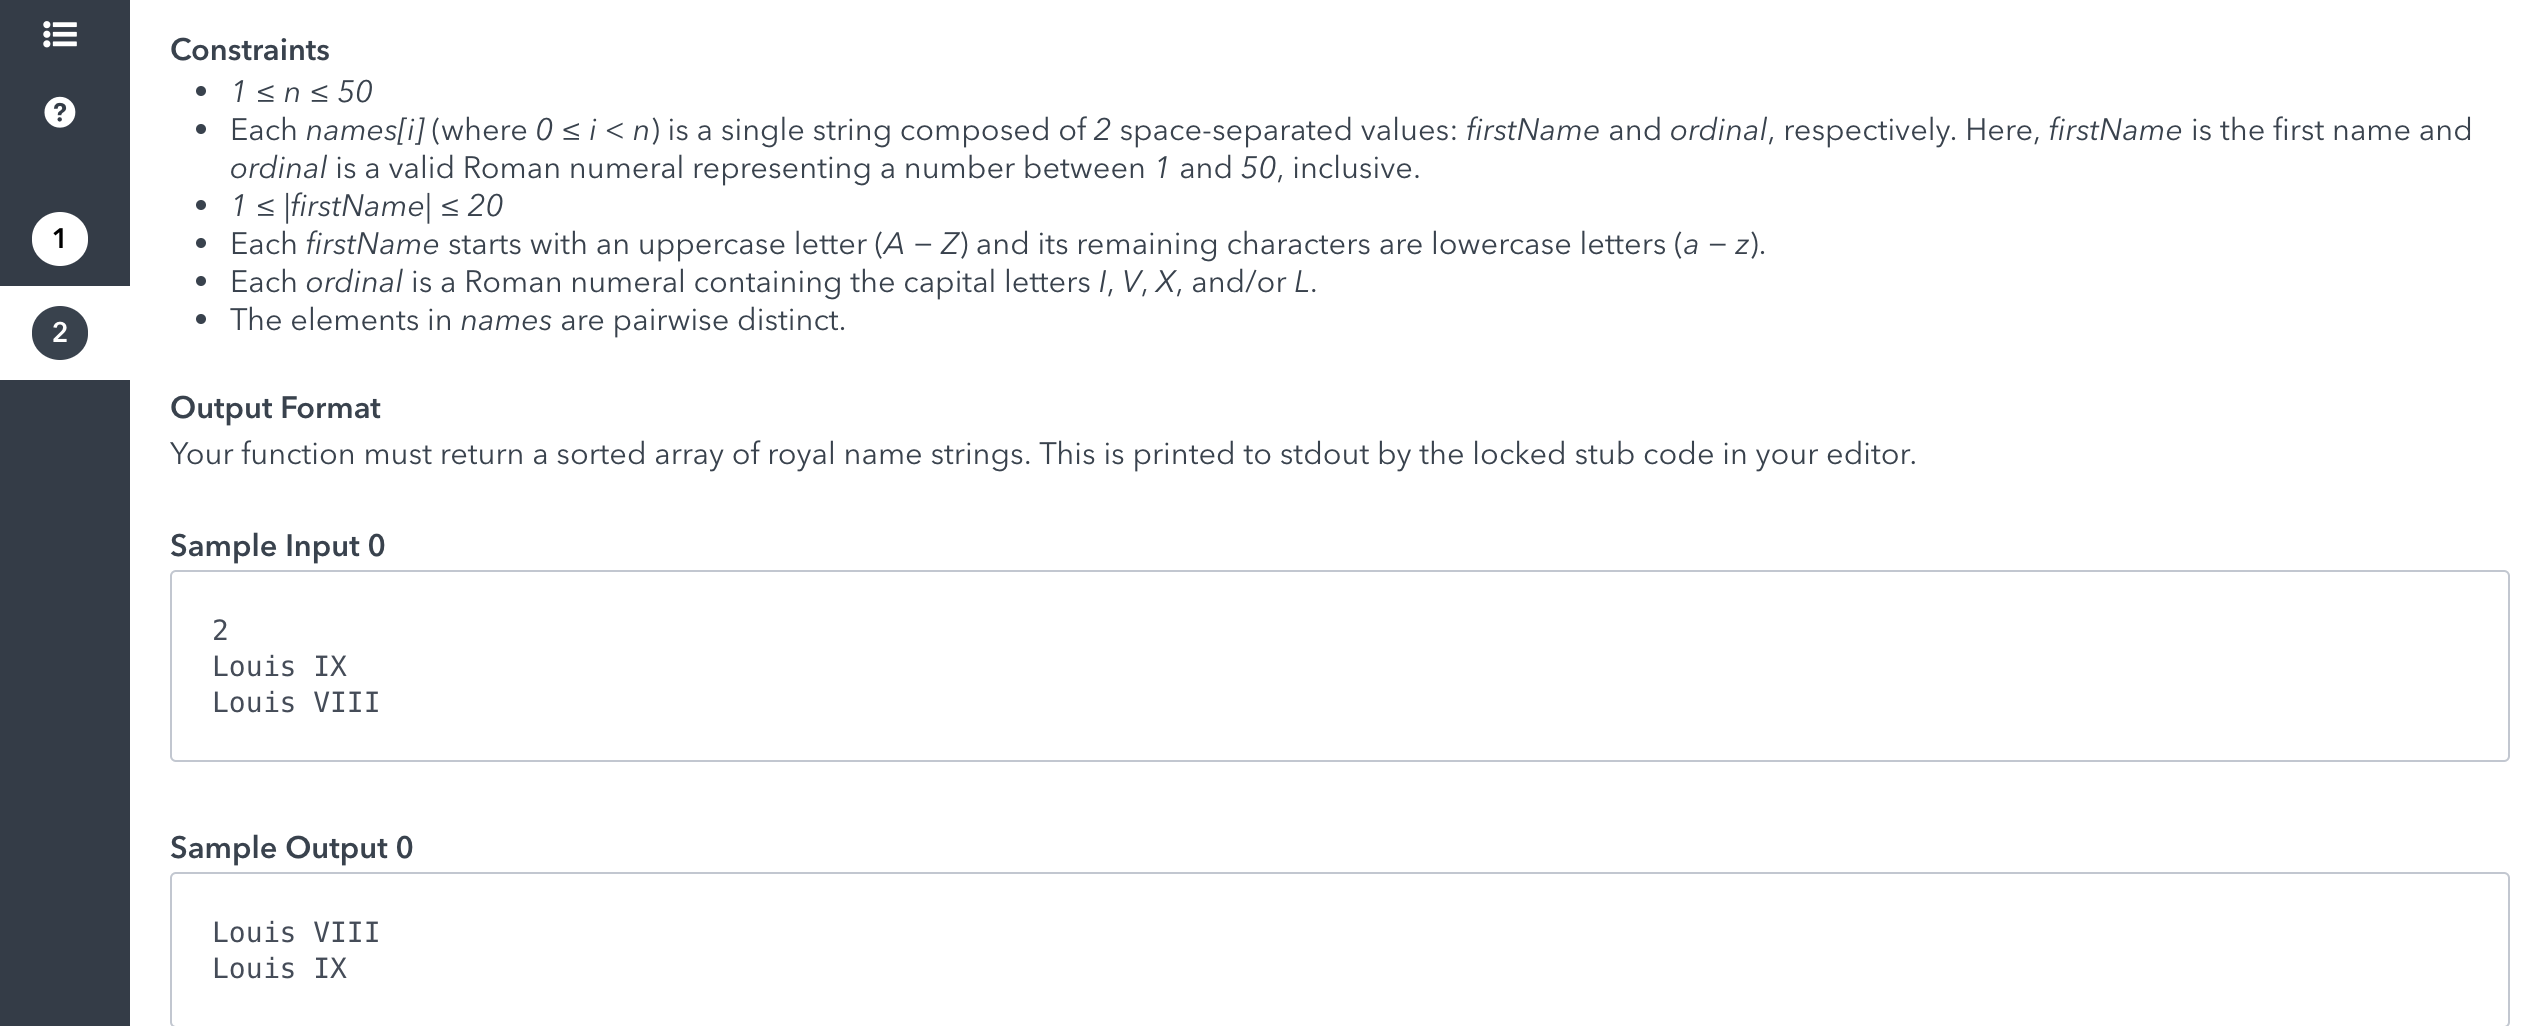 Constraints
• 1 ≤ n ≤ 50
• Each names[i] (where 0 ≤ i < n) is a single string composed of 2 space-separated values: firstName and ordinal, respectively. Here, firstName is the first name and
ordinal is a valid Roman numeral representing a number between 1 and 50, inclusive.
1
• 1 ≤ |firstName| ≤ 20
• Each firstName starts with an uppercase letter (A − Z) and its remaining characters are lowercase letters (a − z).
• Each ordinal is a Roman numeral containing the capital letters I, V, X, and/or L.
2
• The elements in names are pairwise distinct.
Output Format
Your function must return a sorted array of royal name strings. This is printed to stdout by the locked stub code in your editor.
Sample Input 0
2
Louis IX
Louis VIII
Sample Output 0
Louis VIII
Louis IX